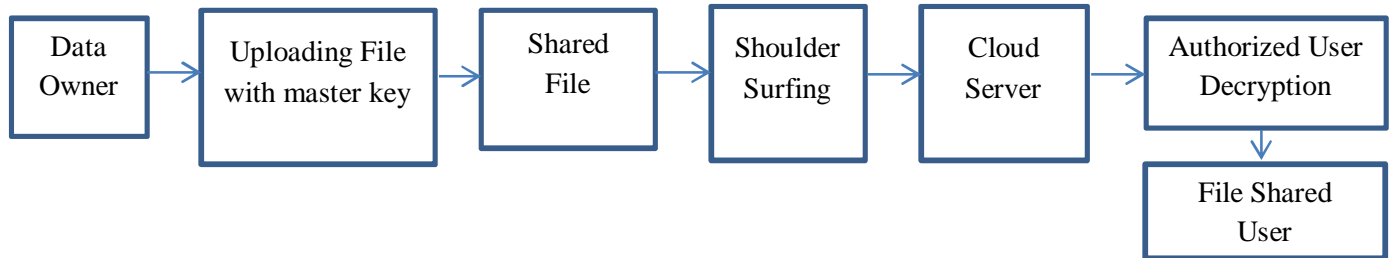 Data
Owner
Uploading File
with master key
Shared
File
Shoulder
Surfing
Cloud
Server
Authorized User
Decryption
File Shared
User